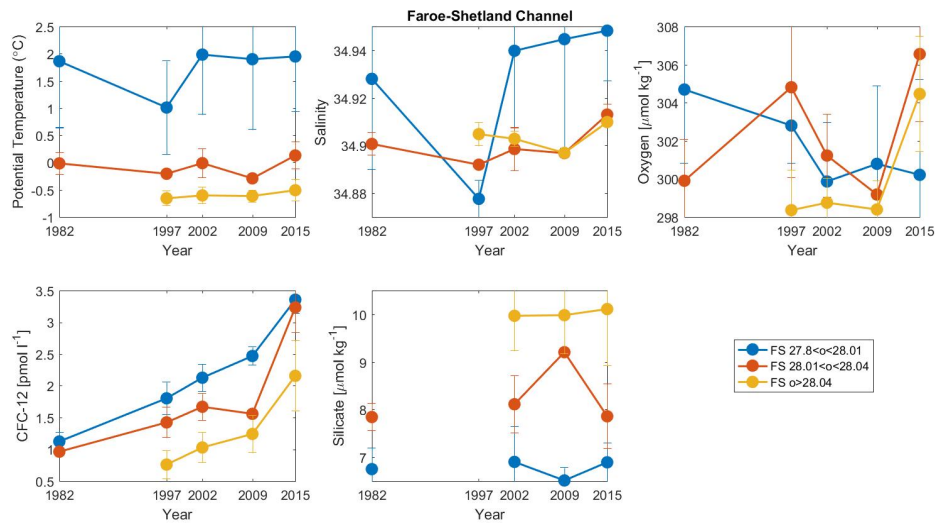 Faroe-Shetland Channel
Potential Temperature (°C)
2.5
2
1.5
1
0.5
0
-0.5
-1
1982 1997 2002 2009 2015
Year
Salinity
34.94
34.92
34.9
34.88
1982 1997 2002 2009 2015
Year
Oxygen [μmol kg⁻¹]
306
304
302
300
298
1982 1997 2002 2009 2015
Year
CFC-12 [pmol l⁻¹]
3.5
3
2.5
2
1.5
1
0.5
1982 1997 2002 2009 2015
Year
Silicate [μmol kg⁻¹]
10
9
8
7
1982 1997 2002 2009 2015
Year
FS 27.8<σ<28.01
FS 28.01<σ<28.04
FS σ>28.04